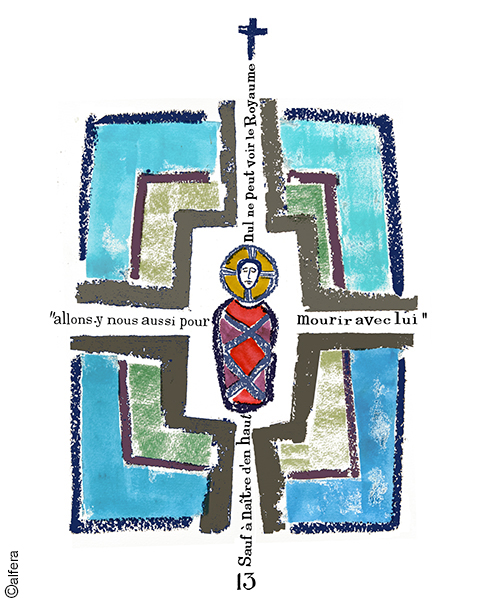 Nul ne peut voir le Royaume
"allons-y nous aussi pour mourir avec lui"
Sauf à naître d'en haut
13
©alfera